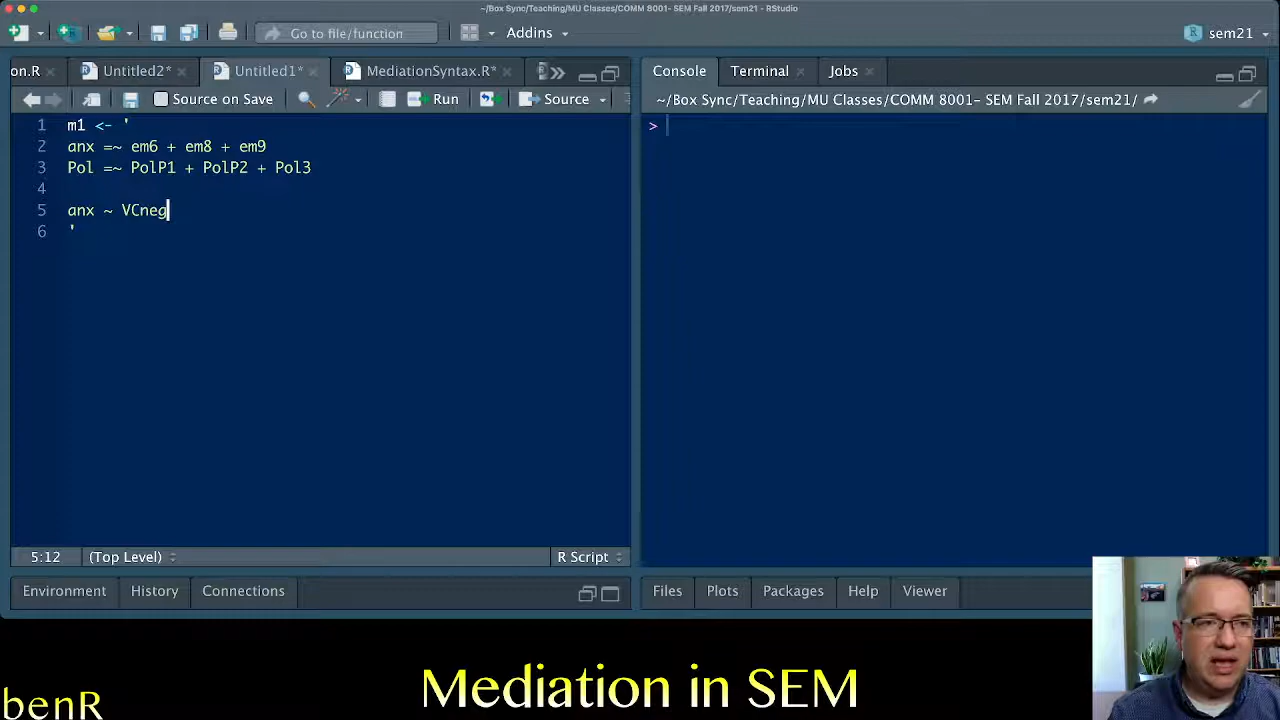 ~/Box Sync/Teaching/MU Classes/COMM 8001- SEM Fall 2017/sem21 - RStudio
Go to file/function
Addins
sem21
on.R
Untitled2*
Untitled1*
MediationSyntax.R*
Source on Save
Run
Source
1 m1 <- '
2 anx =~ em6 + em8 + em9
3 Pol =~ PolP1 + PolP2 + Pol3
4
5 anx ~ VCneg
6 '
5:12
(Top Level)
R Script
Console
Terminal
Jobs
~/Box Sync/Teaching/MU Classes/COMM 8001- SEM Fall 2017/sem21/
>
Environment
History
Connections
Files
Plots
Packages
Help
Viewer
Mediation in SEM
benR